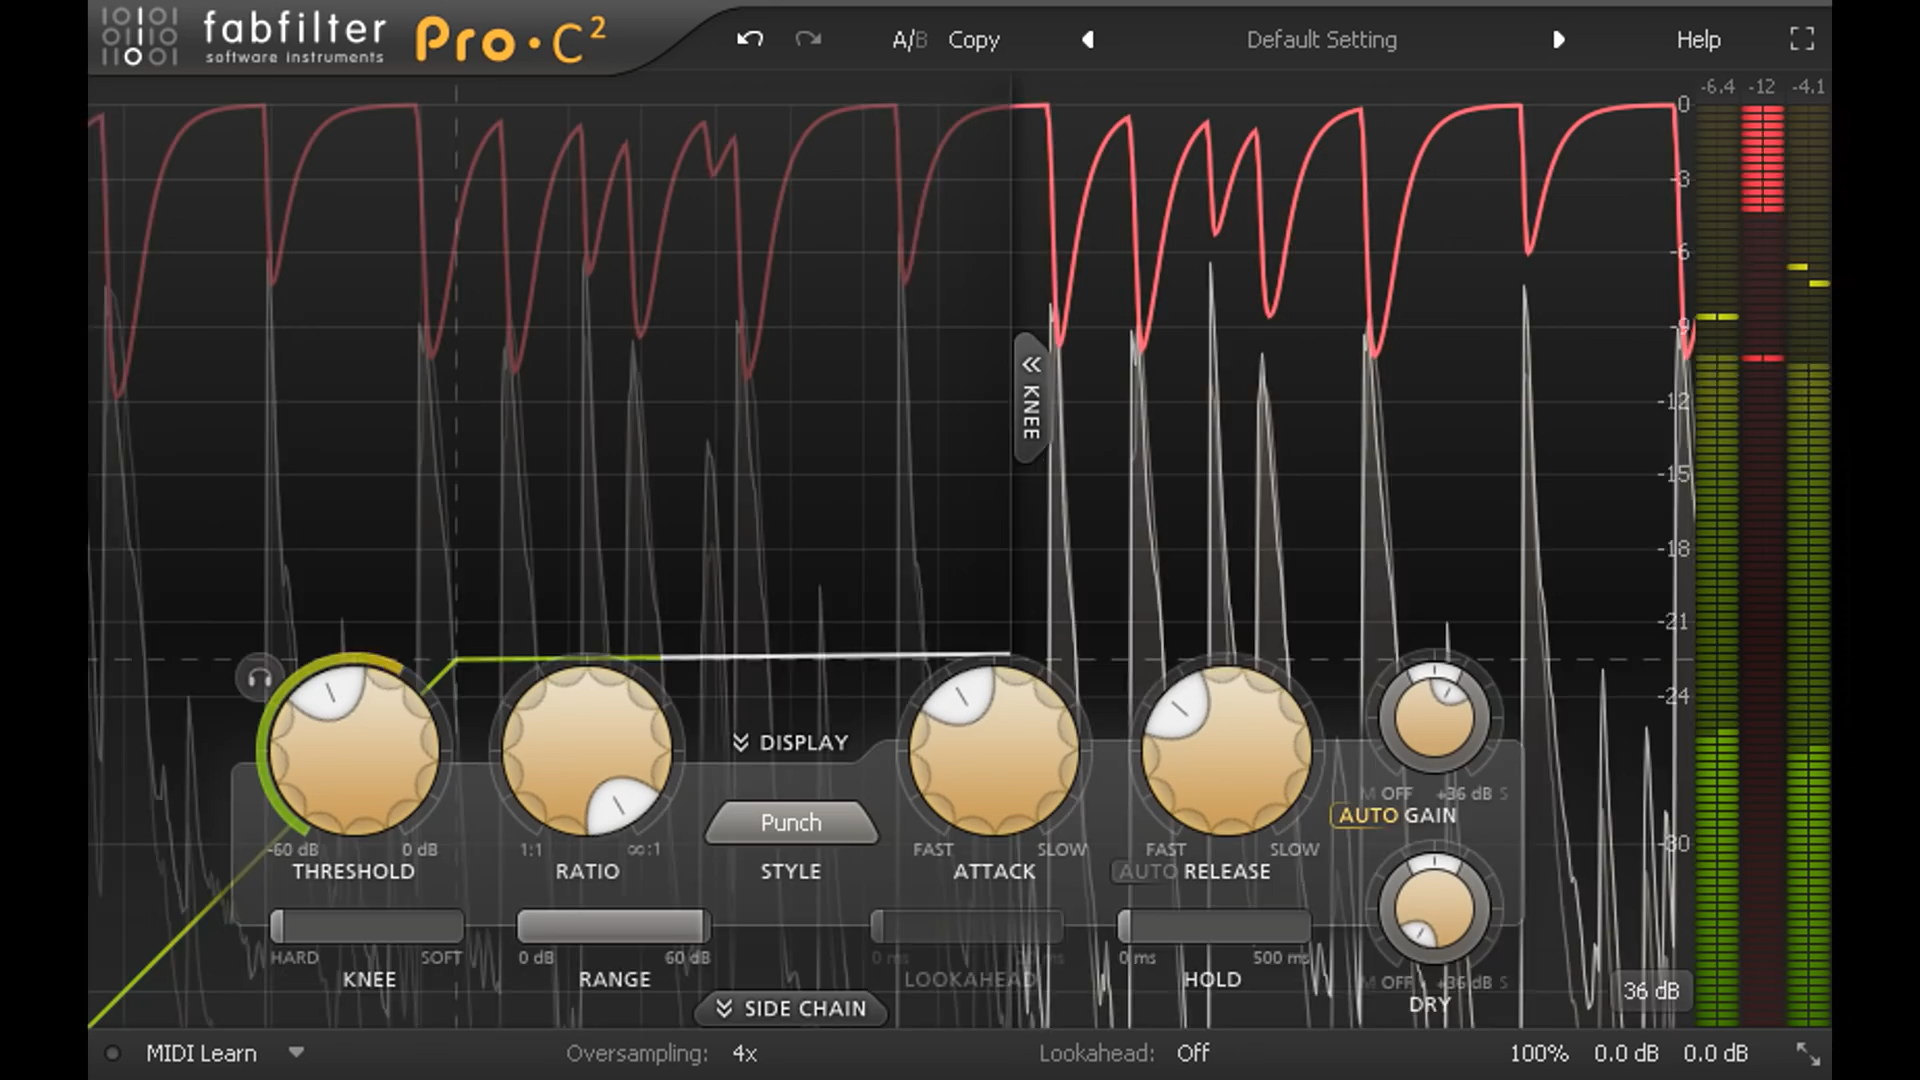 fabfilter
software instruments
Pro·C²
A/B Copy
Default Setting
Help
-6.4 -12 -4.1
0
-3
-6
-9
-12
-15
-18
-21
-24
-30
« KNEE
DISPLAY
Punch
STYLE
-60 dB 0 dB
THRESHOLD
1:1 ∞:1
RATIO
FAST SLOW
ATTACK
FAST SLOW
AUTO RELEASE
M OFF +36 dB S
AUTO GAIN
HARD SOFT
KNEE
0 dB 60 dB
RANGE
0 ms ms
LOOKAHEAD
0 ms 500 ms
HOLD
M OFF +36 dB S
DRY
SIDE CHAIN
36 dB
MIDI Learn
Oversampling: 4x
Lookahead: Off
100% 0.0 dB 0.0 dB